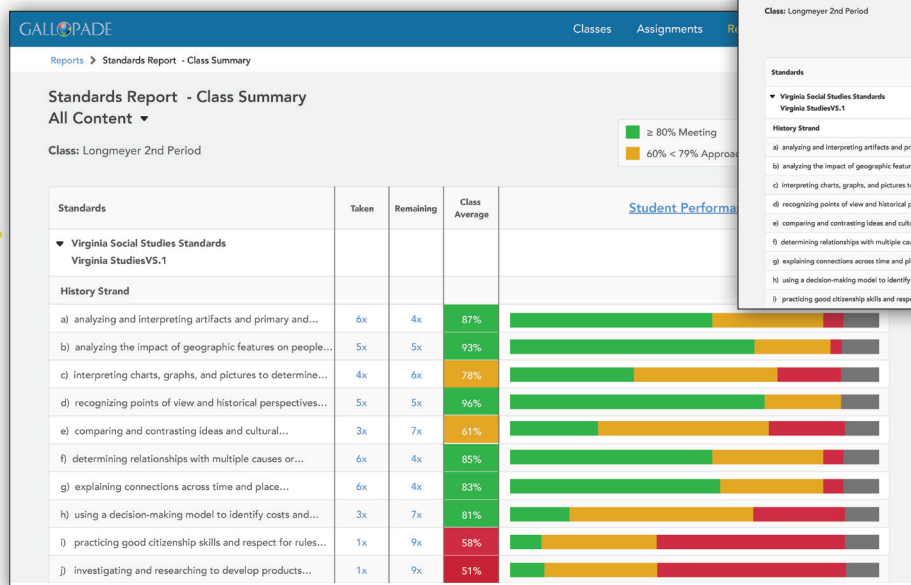 GALLOPADE
Classes Assignments
Reports > Standards Report - Class Summary
Standards Report - Class Summary
All Content ▼
Class: Longmeyer 2nd Period
≥ 80% Meeting
60% < 79%
Standards Taken Remaining Class Average Student
▼ Virginia Social Studies Standards
Virginia StudiesVS.1
History Strand
a) analyzing and interpreting artifacts and primary and... 6x 4x 87%
b) analyzing the impact of geographic features on people... 5x 5x 93%
c) interpreting charts, graphs, and pictures to determine... 4x 6x 78%
d) recognizing points of view and historical perspectives... 5x 5x 96%
e) comparing and contrasting ideas and cultural... 3x 7x 61%
f) determining relationships with multiple causes or... 6x 4x 85%
g) explaining connections across time and place... 6x 4x 83%
h) using a decision-making model to identify costs and... 3x 7x 81%
i) practicing good citizenship skills and respect for rules... 1x 9x 58%
j) investigating and researching to develop products... 1x 9x 51%
Class: Longmeyer 2nd Period
Standards
▼ Virginia Social Studies Standards
Virginia StudiesVS.1
History Strand
a) analyzing and interpreting artifacts and
b) analyzing the impact of geographic
c) interpreting charts, graphs, and pictures
d) recognizing points of view and historical
e) comparing and contrasting ideas and
f) determining relationships with multiple
g) explaining connections across time and
h) using a decision-making model to identify
i) practicing good citizenship skills and